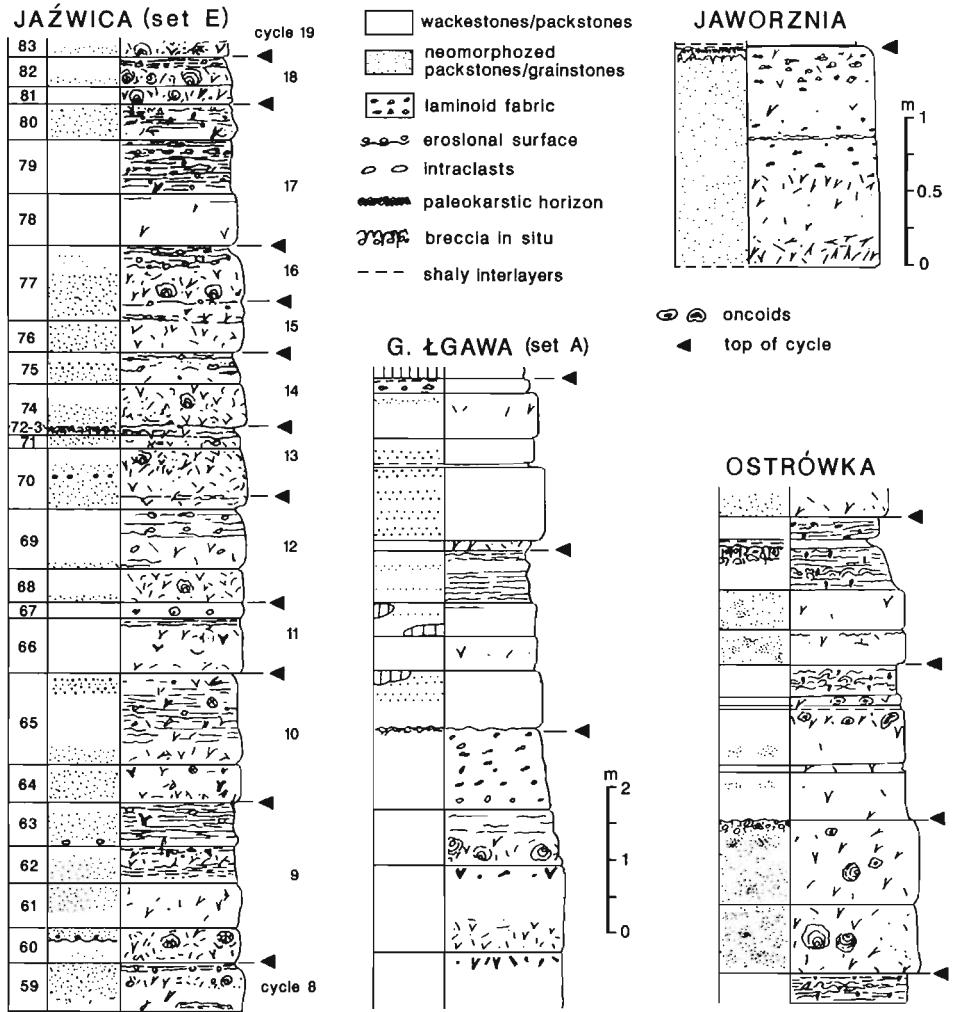 JAŹWICA (set E)
cycle 19
83
82
18
81
80
79
17
78
77
16
15
76
75
14
74
72-3
71
13
70
69
12
68
67
11
66
65
10
64
63
62
9
61
60
59
cycle 8
wackestones/packstones
neomorphozed
packstones/grainstones
laminoid fabric
erosional surface
intraclasts
paleokarstic horizon
breccia in situ
shaly interlayers
JAWORZNIA
m
1
0.5
0
oncoids
top of cycle
G. ŁGAWA (set A)
m
2
1
0
OSTRÓWKA